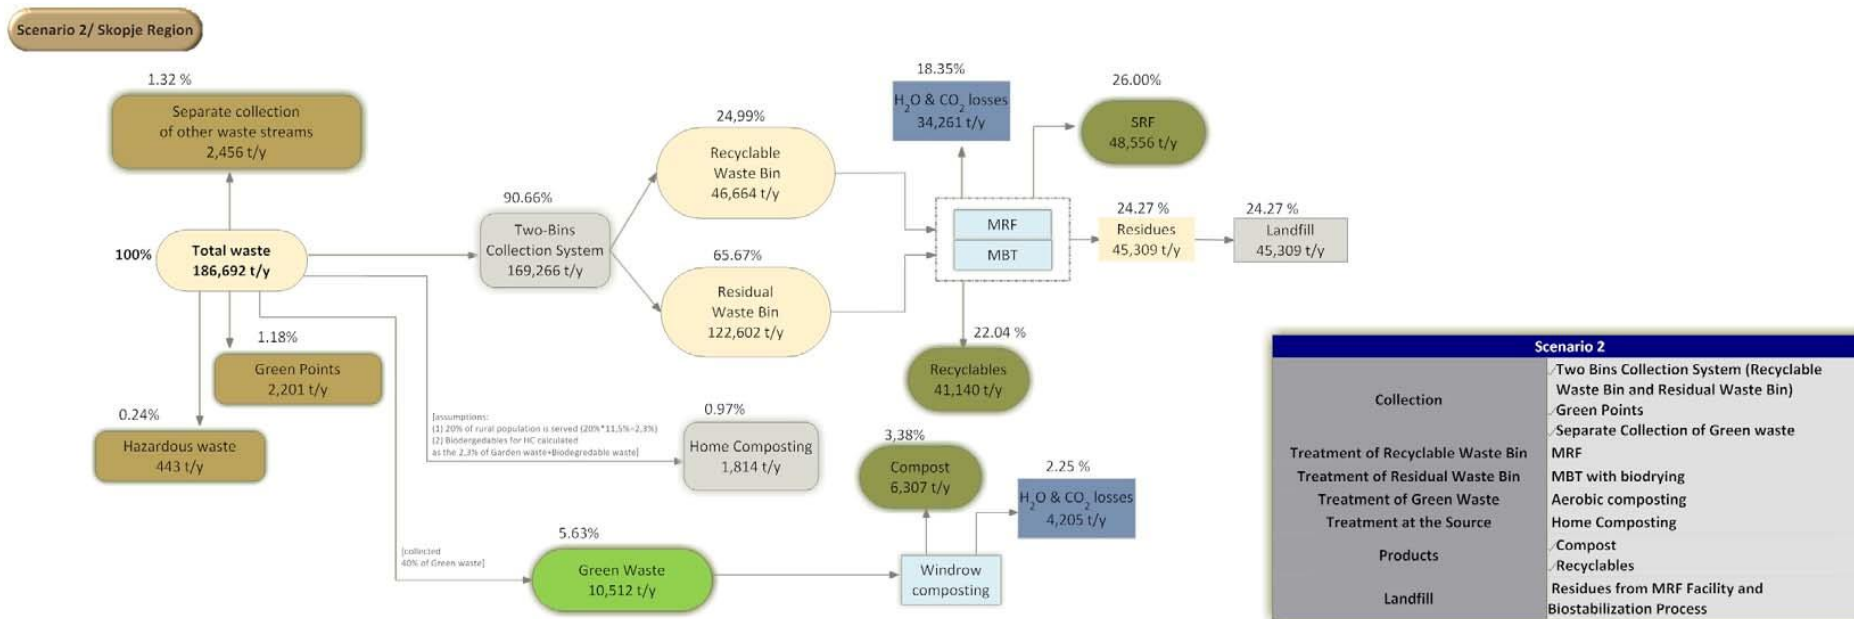 Scenario 2/ Skopje Region
1.32 %
Separate collection
of other waste streams
2,456 t/y
100%
Total waste
186,692 t/y
1.18%
Green Points
2,201 t/y
0.24%
Hazardous waste
443 t/y
90.66%
Two-Bins
Collection System
169,266 t/y
24,99%
Recyclable
Waste Bin
46,664 t/y
65.67%
Residual
Waste Bin
122,602 t/y
18.35%
H2O & CO2 losses
34,261 t/y
26.00%
SRF
48,556 t/y
MRF
MBT
24.27 %
Residues
45,309 t/y
24.27 %
Landfill
45,309 t/y
22.04 %
Recyclables
41,140 t/y
[assumptions:
(1) 20% of rural population is served (20%*11,5%=2,3%)
(2) Biodergedables for HC calculated
as the 2,3% of Garden waste+Biodegredable waste]
0.97%
Home Composting
1,814 t/y
[collected
40% of Green waste]
5.63%
Green Waste
10,512 t/y
3,38%
Compost
6,307 t/y
2.25 %
H2O & CO2 losses
4,205 t/y
Windrow
composting
Scenario 2
Collection
✓Two Bins Collection System (Recyclable
Waste Bin and Residual Waste Bin)
✓Green Points
✓Separate Collection of Green waste
Treatment of Recyclable Waste Bin MRF
Treatment of Residual Waste Bin MBT with biodrying
Treatment of Green Waste Aerobic composting
Treatment at the Source Home Composting
Products
✓Compost
✓Recyclables
Landfill
Residues from MRF Facility and
Biostabilization Process